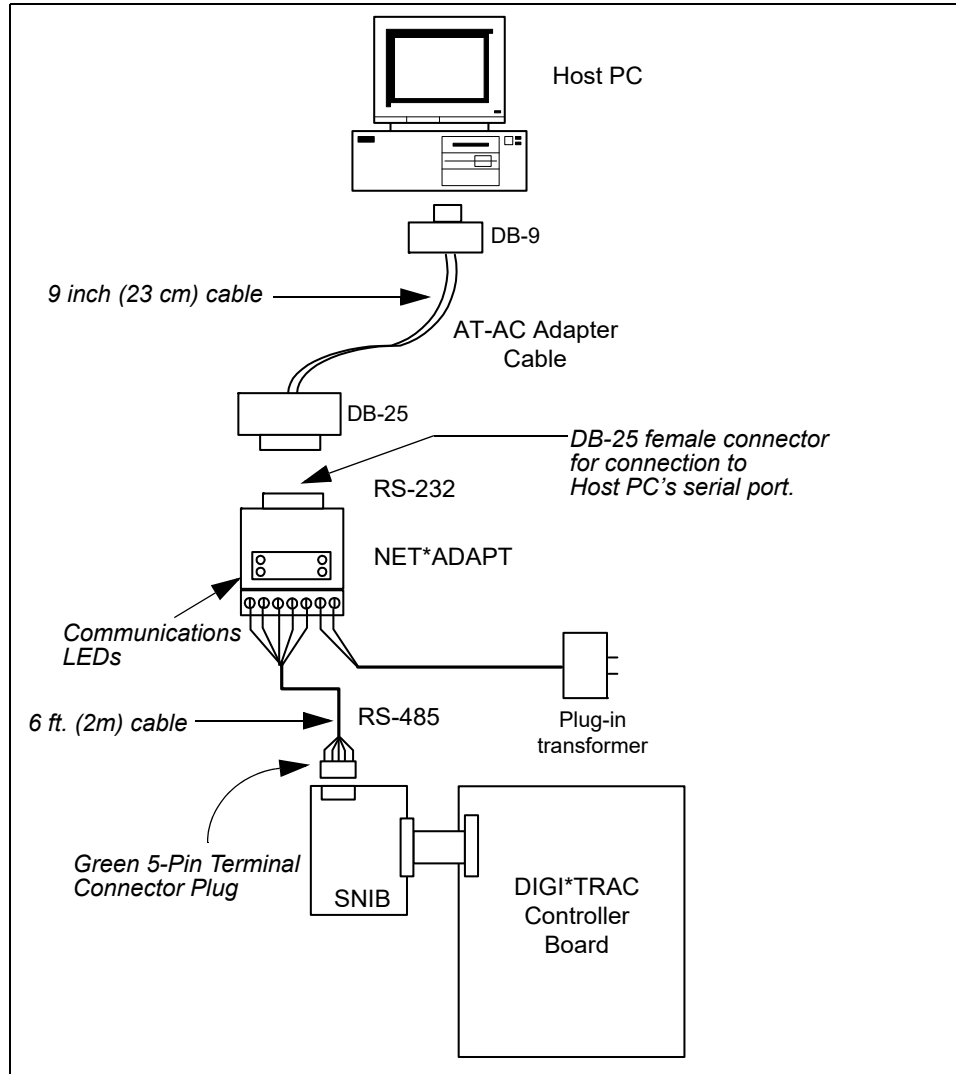 Host PC
DB-9
9 inch (23 cm) cable
AT-AC Adapter
Cable
DB-25
DB-25 female connector
for connection to
Host PC’s serial port.
RS-232
NET*ADAPT
Communications
LEDs
6 ft. (2m) cable
RS-485
Plug-in
transformer
Green 5-Pin Terminal
Connector Plug
SNIB
DIGI*TRAC
Controller
Board